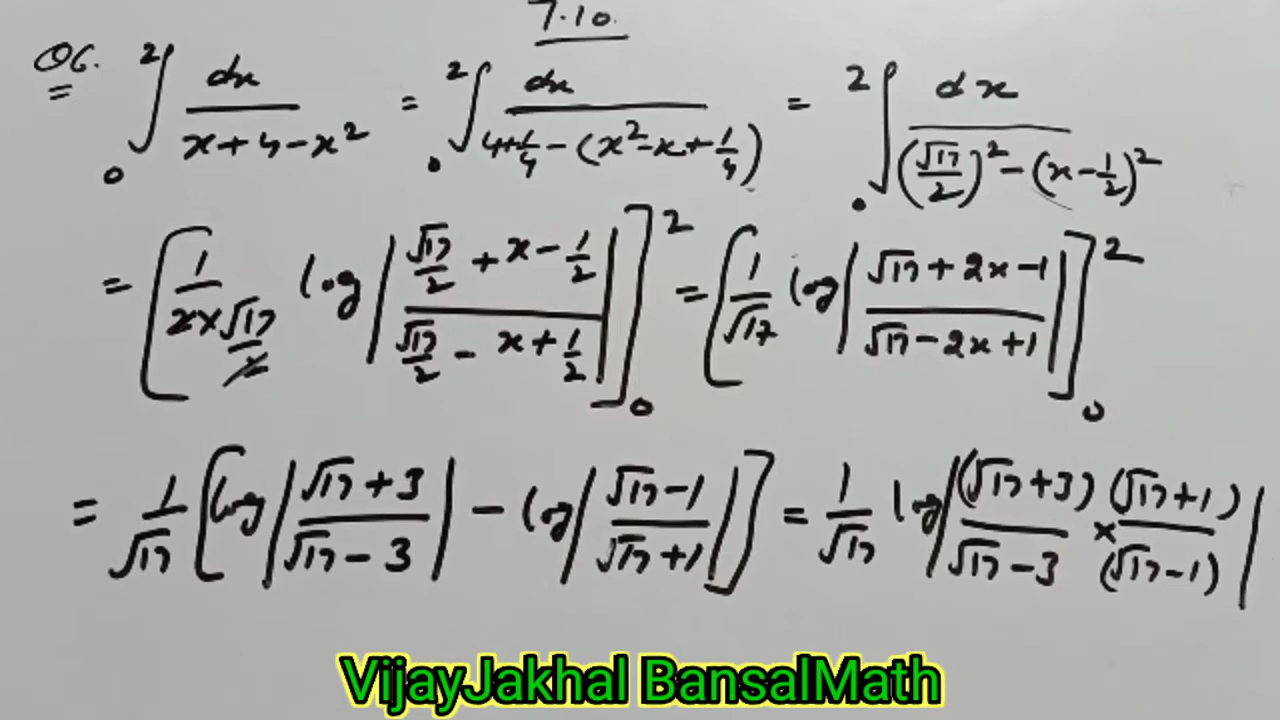 7.10
Q6. ∫₀² dx/(x+4-x²) = ∫₀² dx/(4+1/4-(x²-x+1/4)) = ∫₀² dx/((√17/2)²-(x-1/2)²)
= [1/(2×√17/2) log|(√17/2+x-1/2)/(√17/2-x+1/2)|]₀² = [1/√17 log|(√17+2x-1)/(√17-2x+1)|]₀²
= 1/√17 [log|(√17+3)/(√17-3)| - log|(√17-1)/(√17+1)|] = 1/√17 log|(√17+3)/(√17-3) × (√17+1)/(√17-1)|
VijayJakhal BansalMath